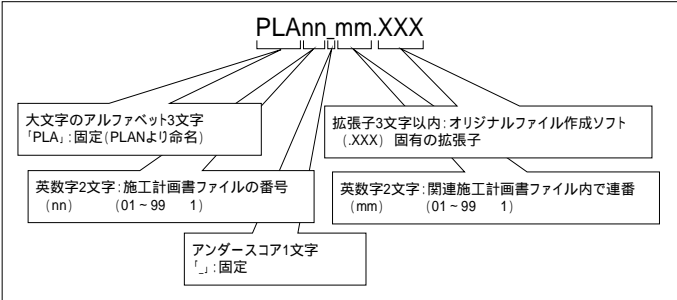 PLAnn_mm.XXX
大文字のアルファベット3文字
「PLA」:固定(PLANより命名)
拡張子3文字以内:オリジナルファイル作成ソフト
(.XXX) 固有の拡張子
英数字2文字:施工計画書ファイルの番号
(nn) (01~99 1)
英数字2文字:関連施工計画書ファイル内で連番
(mm) (01~99 1)
アンダースコア1文字
「_」:固定